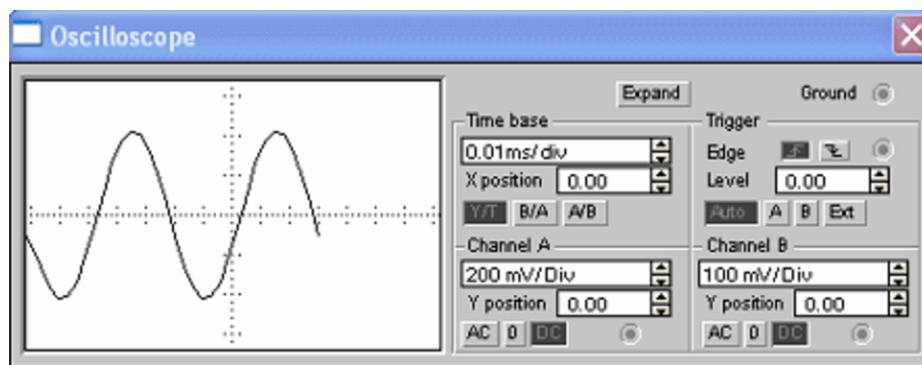 Oscilloscope
Expand Ground
Time base
0.01ms/div
X position 0.00
Y/T B/A A/B
Trigger
Edge
Level 0.00
Auto A B Ext
Channel A
200 mV/Div
Y position 0.00
AC 0 DC
Channel B
100 mV/Div
Y position 0.00
AC 0 DC